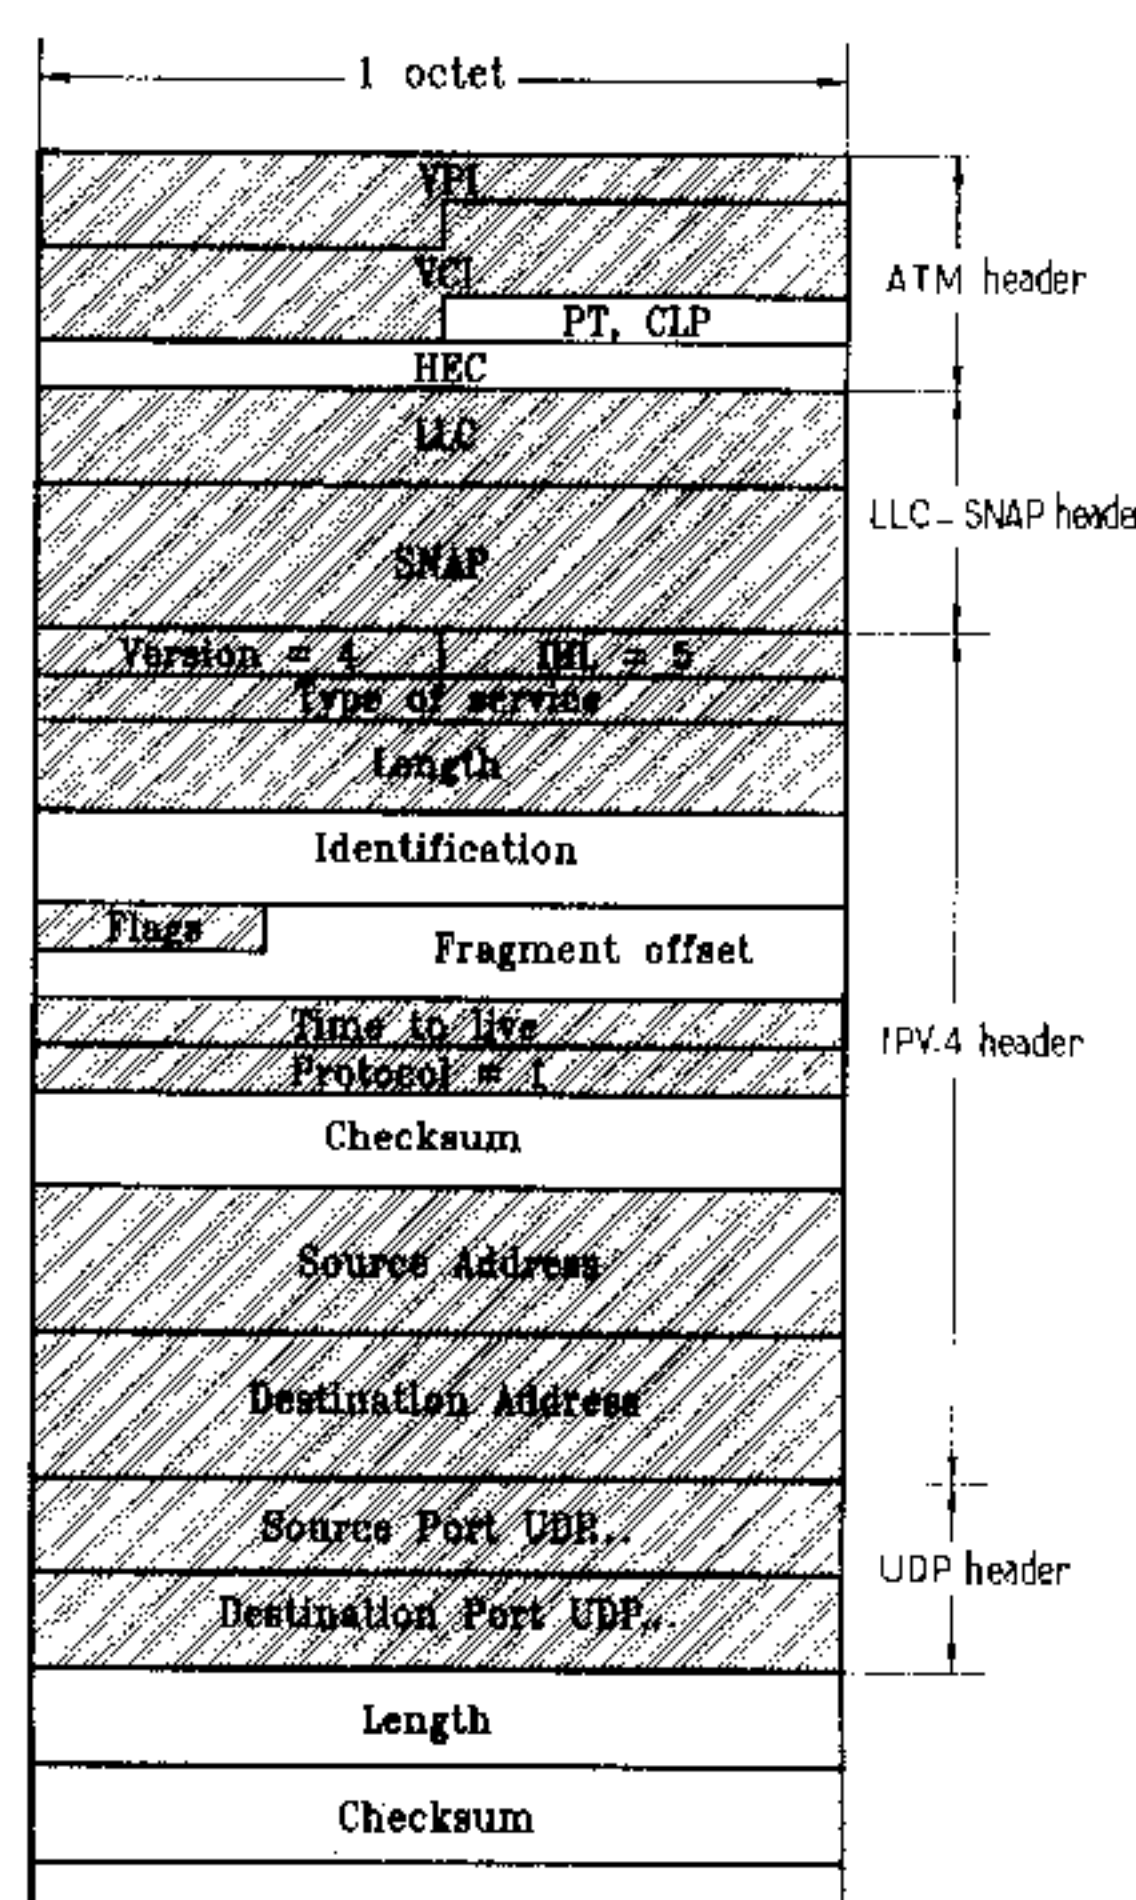 1 octet
VPI
VCI
ATM header
PT, CLP
HEC
LLC
LLC - SNAP heade
SNAP
Version = 4 IHL = 5
Type of service
Length
Identification
Flags
Fragment offset
Time to live
IPV.4 header
Protocol = 1
Checksum
Source Address
Destination Address
Source Port UDP..
UDP header
Destination Port UDP..
Length
Checksum